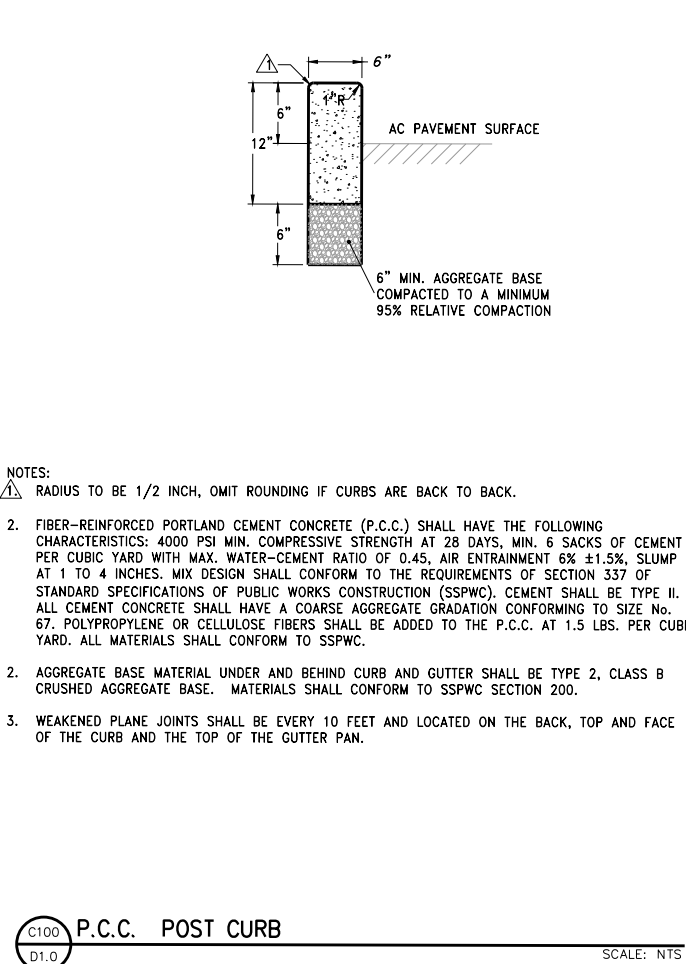 6"
1
1"R
6"
AC PAVEMENT SURFACE
12"
6"
6" MIN. AGGREGATE BASE
COMPACTED TO A MINIMUM
95% RELATIVE COMPACTION
NOTES:
1. RADIUS TO BE 1/2 INCH, OMIT ROUNDING IF CURBS ARE BACK TO BACK.
2. FIBER-REINFORCED PORTLAND CEMENT CONCRETE (P.C.C.) SHALL HAVE THE FOLLOWING
CHARACTERISTICS: 4000 PSI MIN. COMPRESSIVE STRENGTH AT 28 DAYS, MIN. 6 SACKS OF CEMENT
PER CUBIC YARD WITH MAX. WATER-CEMENT RATIO OF 0.45, AIR ENTRAINMENT 6% ±1.5%, SLUMP
AT 1 TO 4 INCHES. MIX DESIGN SHALL CONFORM TO THE REQUIREMENTS OF SECTION 337 OF
STANDARD SPECIFICATIONS OF PUBLIC WORKS CONSTRUCTION (SSPWC). CEMENT SHALL BE TYPE II.
ALL CEMENT CONCRETE SHALL HAVE A COARSE AGGREGATE GRADATION CONFORMING TO SIZE No.
67. POLYPROPYLENE OR CELLULOSE FIBERS SHALL BE ADDED TO THE P.C.C. AT 1.5 LBS. PER CUBI
YARD. ALL MATERIALS SHALL CONFORM TO SSPWC.
2. AGGREGATE BASE MATERIAL UNDER AND BEHIND CURB AND GUTTER SHALL BE TYPE 2, CLASS B
CRUSHED AGGREGATE BASE. MATERIALS SHALL CONFORM TO SSPWC SECTION 200.
3. WEAKENED PLANE JOINTS SHALL BE EVERY 10 FEET AND LOCATED ON THE BACK, TOP AND FACE
OF THE CURB AND THE TOP OF THE GUTTER PAN.
C100 P.C.C. POST CURB
D1.0
SCALE: NTS